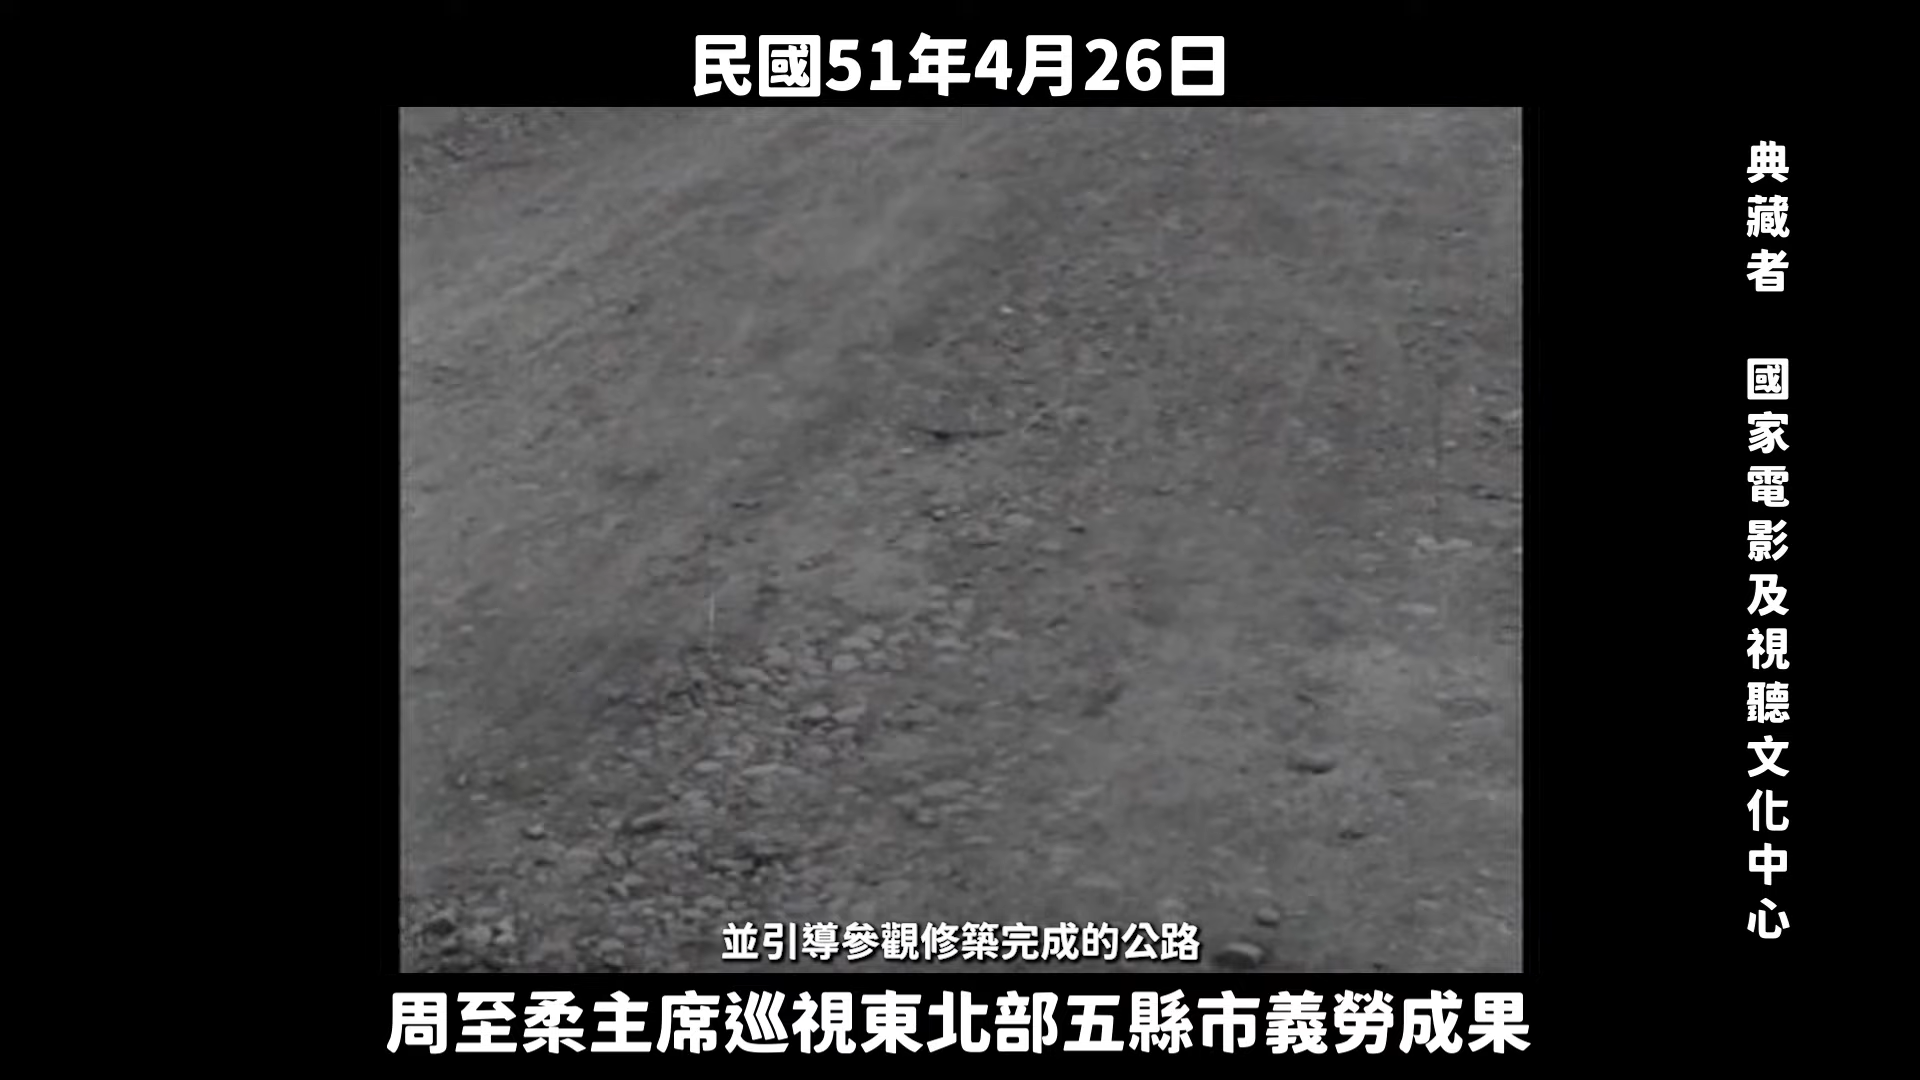 民國51年4月26日
典藏者 國家電影及視聽文化中心
並引導參觀修築完成的公路
周至柔主席巡視東北部五縣市義勞成果